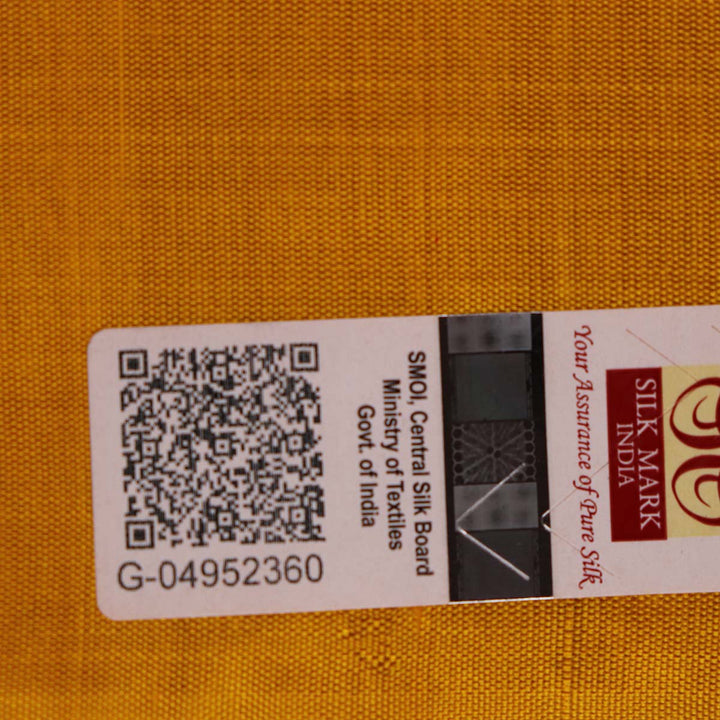 G-04952360
SMOI, Central Silk Board
Ministry of Textiles
Govt. of India
Your Assurance of Pure Silk
SILK MARK
INDIA